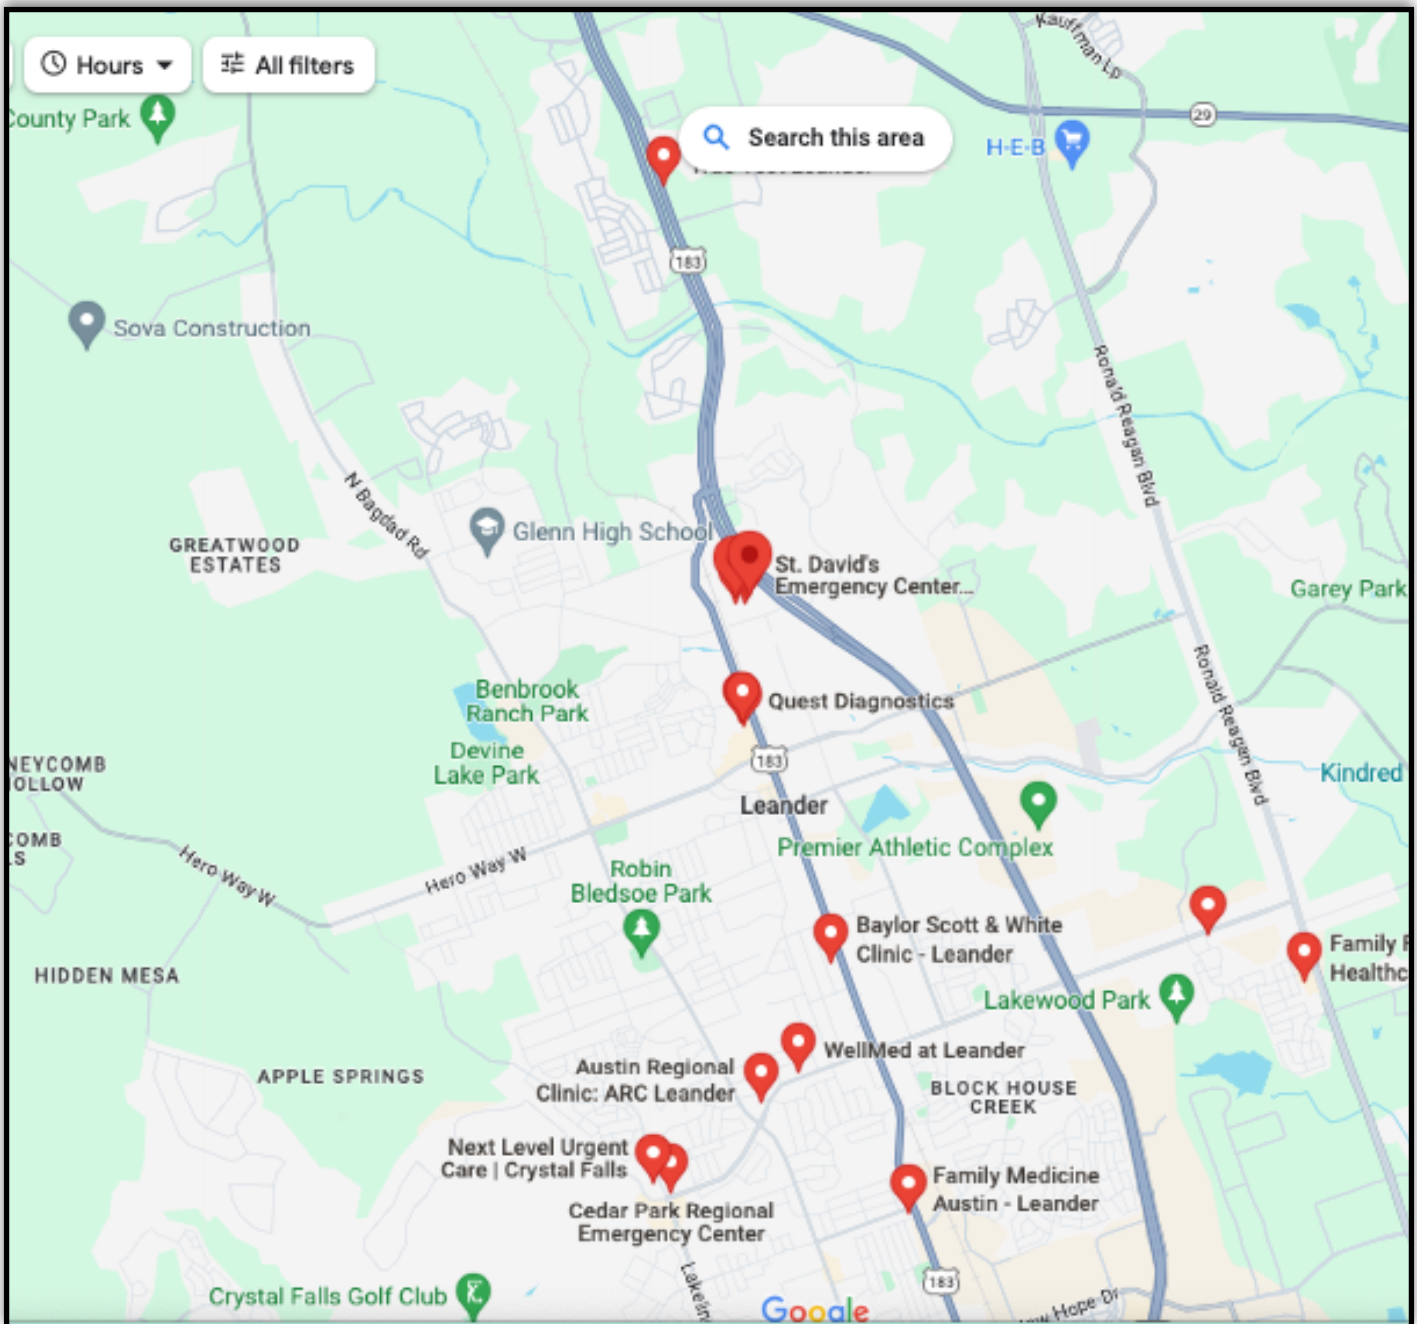 Kauffman Lp
Hours
All filters
County Park
29
Search this area
H-E-B
183
Sova Construction
Ronald Reagan Blvd
N Bagdad Rd
Glenn High School
GREATWOOD
ESTATES
St. David's
Emergency Center...
Garey Park
Ronald Reagan Blvd
Benbrook
Ranch Park
Quest Diagnostics
Devine
Lake Park
183
Kindred
Leander
Hero Way W
Hero Way W
Premier Athletic Complex
Robin
Bledsoe Park
Baylor Scott & White
Clinic - Leander
Family
Healthc
HIDDEN MESA
Lakewood Park
WellMed at Leander
Austin Regional
Clinic: ARC Leander
APPLE SPRINGS
BLOCK HOUSE
CREEK
Next Level Urgent
Care | Crystal Falls
Family Medicine
Austin - Leander
Cedar Park Regional
Emergency Center
183
Crystal Falls Golf Club
Google
Hope Dr